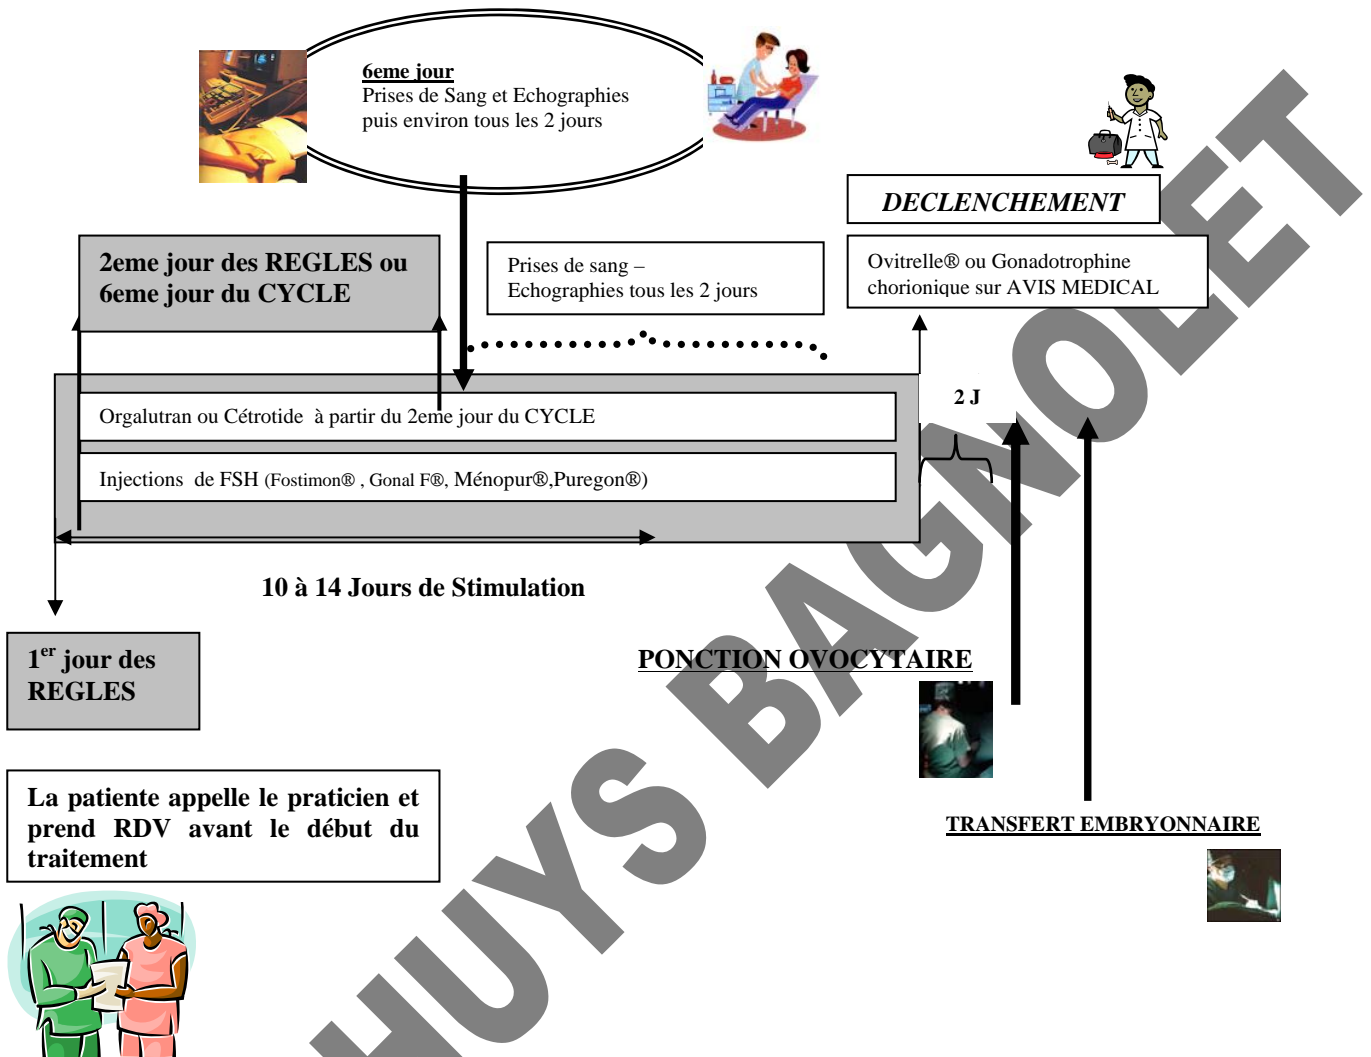 6eme jour
Prises de Sang et Echographies
puis environ tous les 2 jours
DECLENCHEMENT
2eme jour des REGLES ou
6eme jour du CYCLE
Prises de sang –
Echographies tous les 2 jours
Ovitrelle® ou Gonadotrophine
chorionique sur AVIS MEDICAL
2 J
Orgalutran ou Cétrotide à partir du 2eme jour du CYCLE
Injections de FSH (Fostimon® , Gonal F®, Ménopur®,Puregon®)
10 à 14 Jours de Stimulation
1er jour des
REGLES
PONCTION OVOCYTAIRE
La patiente appelle le praticien et
prend RDV avant le début du
traitement
TRANSFERT EMBRYONNAIRE
HUYS BAGNOLET